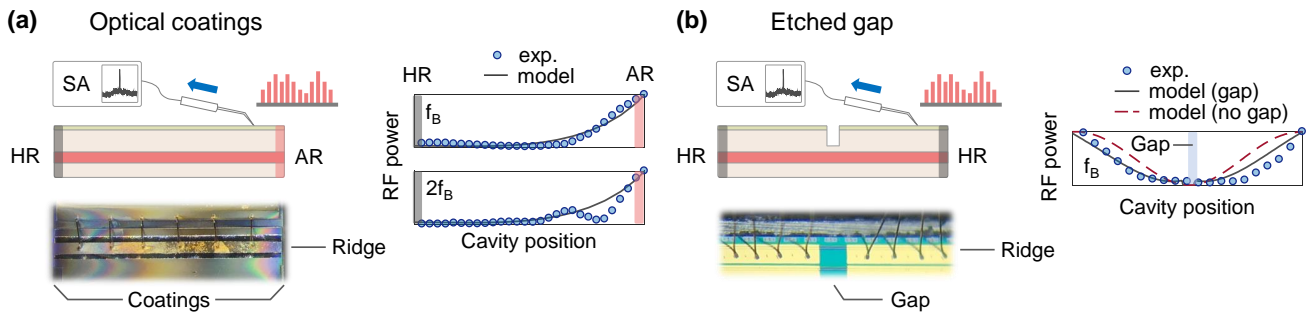 (a) Optical coatings
SA
HR
AR
Ridge
Coatings
exp.
model
HR
AR
f_B
2f_B
RF power
Cavity position
(b) Etched gap
SA
HR
HR
Ridge
Gap
exp.
model (gap)
model (no gap)
Gap
f_B
RF power
Cavity position